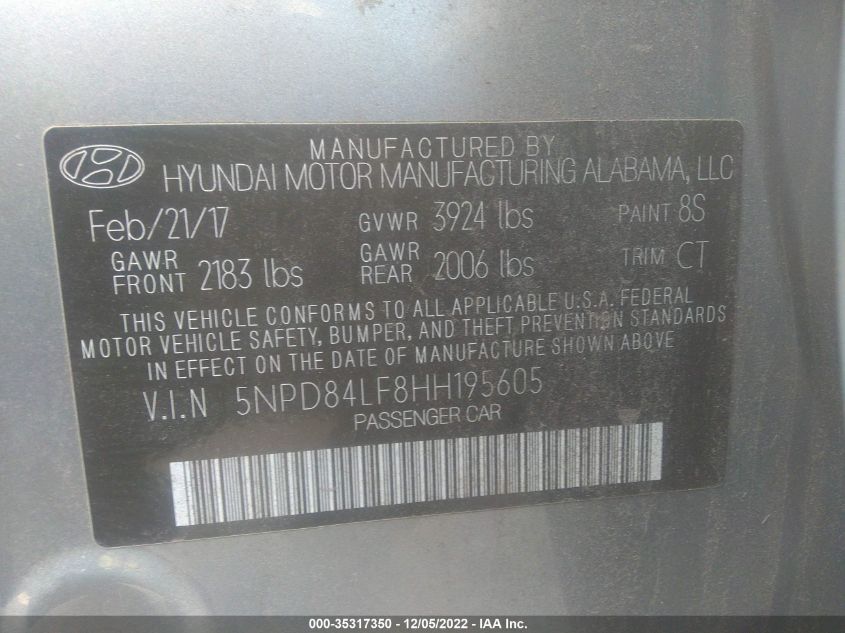 MANUFACTURED BY
HYUNDAI MOTOR MANUFACTURING ALABAMA, LLC
Feb/21/17 GVWR 3924 lbs PAINT 8S
GAWR FRONT 2183 lbs GAWR REAR 2006 lbs TRIM CT
THIS VEHICLE CONFORMS TO ALL APPLICABLE U.S.A. FEDERAL
MOTOR VEHICLE SAFETY, BUMPER, AND THEFT PREVENTION STANDARDS
IN EFFECT ON THE DATE OF MANUFACTURE SHOWN ABOVE
V.I.N 5NPD84LF8HH195605
PASSENGER CAR
000-35317350 - 12/05/2022 - IAA Inc.